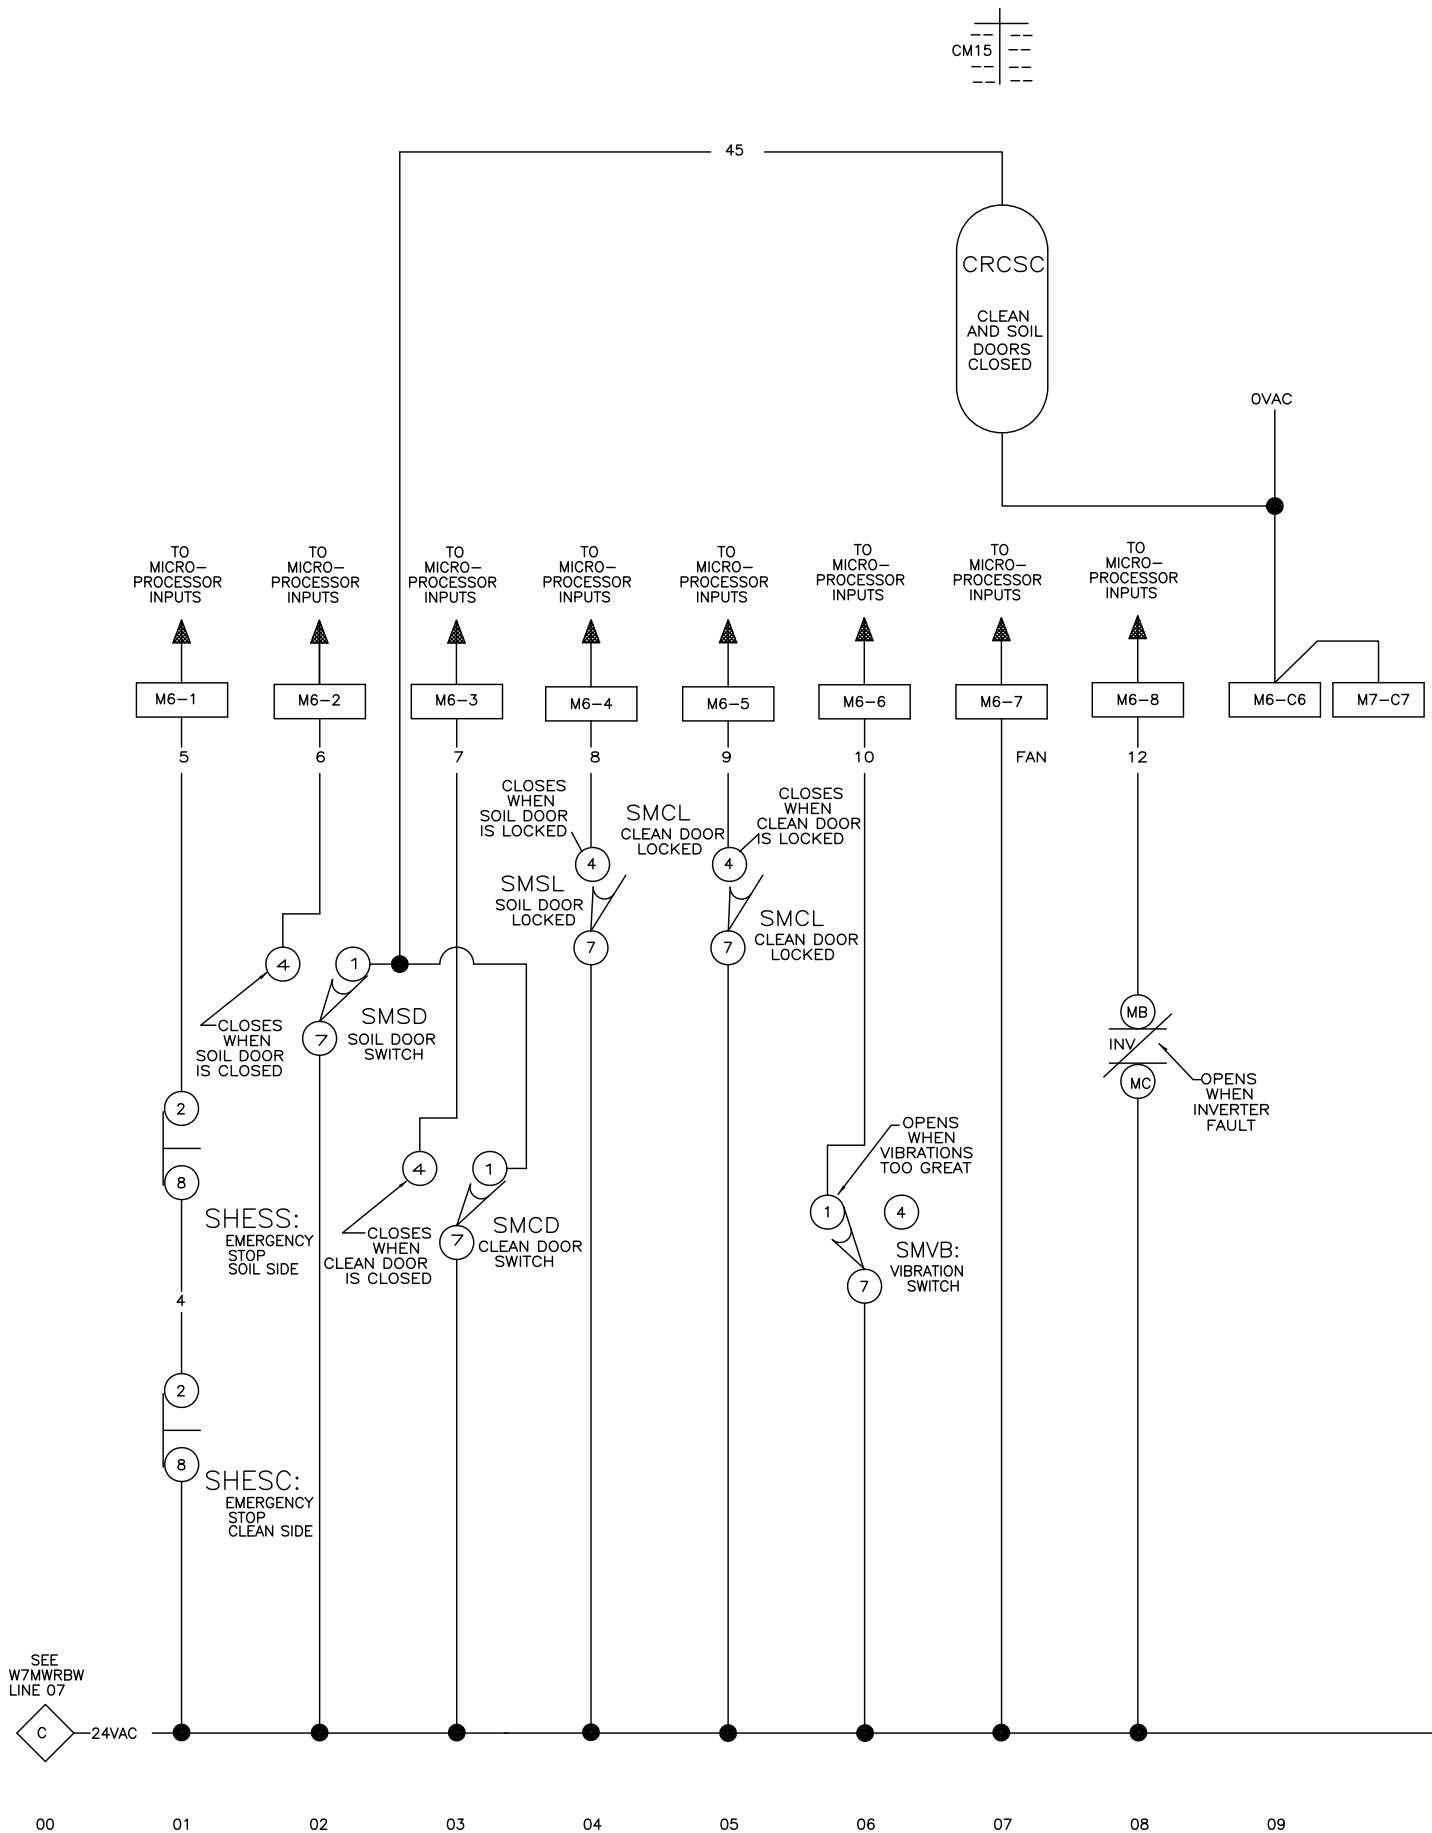 CM15
45
CRCSC
CLEAN
AND SOIL
DOORS
CLOSED
0VAC
TO
MICRO-
PROCESSOR
INPUTS
TO
MICRO-
PROCESSOR
INPUTS
TO
MICRO-
PROCESSOR
INPUTS
TO
MICRO-
PROCESSOR
INPUTS
TO
MICRO-
PROCESSOR
INPUTS
TO
MICRO-
PROCESSOR
INPUTS
TO
MICRO-
PROCESSOR
INPUTS
TO
MICRO-
PROCESSOR
INPUTS
M6-1
M6-2
M6-3
M6-4
M6-5
M6-6
M6-7
M6-8
M6-C6
M7-C7
5
6
7
8
9
10
FAN
12
CLOSES
WHEN
SOIL DOOR
IS LOCKED
SMCL
CLEAN DOOR
LOCKED
CLOSES
WHEN
CLEAN DOOR
IS LOCKED
4
4
SMSL
SOIL DOOR
LOCKED
7
SMCL
CLEAN DOOR
LOCKED
7
4
1
CLOSES
WHEN
SOIL DOOR
IS CLOSED
7
SMSD
SOIL DOOR
SWITCH
MB
INV
MC
OPENS
WHEN
INVERTER
FAULT
2
8
SHESS:
EMERGENCY
STOP
SOIL SIDE
4
1
CLOSES
WHEN
CLEAN DOOR
IS CLOSED
7
SMCD
CLEAN DOOR
SWITCH
OPENS
WHEN
VIBRATIONS
TOO GREAT
1
4
SMVB:
VIBRATION
SWITCH
7
4
2
8
SHESC:
EMERGENCY
STOP
CLEAN SIDE
SEE
W7MWRBW
LINE 07
C
24VAC
00
01
02
03
04
05
06
07
08
09